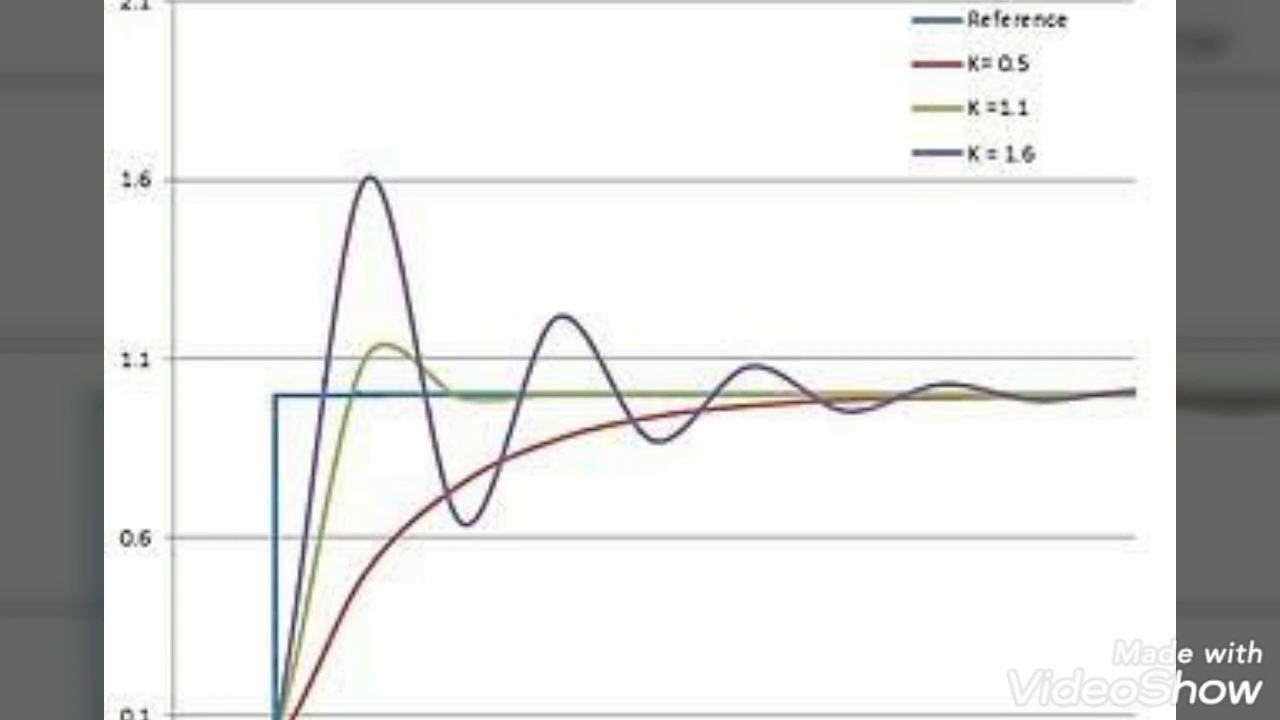 2.1
Reference
K= 0.5
K =1.1
K = 1.6
1.6
1.1
0.6
0.1
Made with
VideoShow